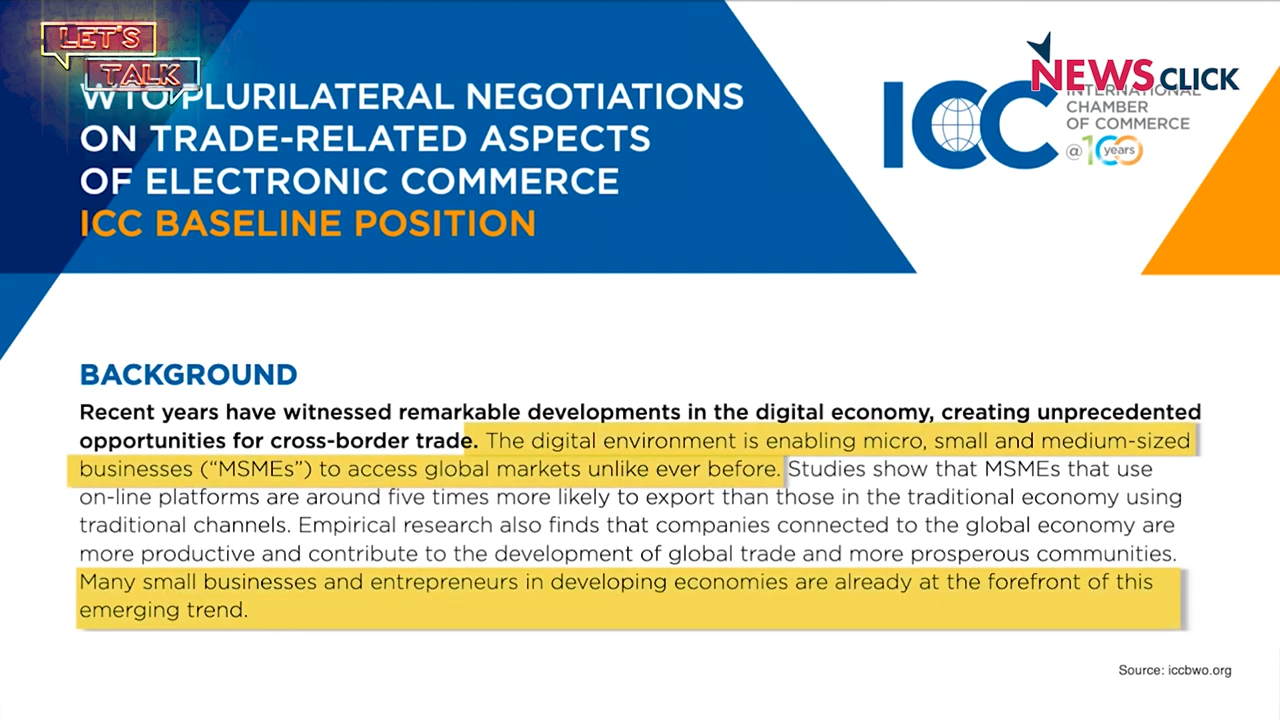 LET'S
TALK
WTO PLURILATERAL NEGOTIATIONS
ON TRADE-RELATED ASPECTS
OF ELECTRONIC COMMERCE
ICC BASELINE POSITION
ICC
INTERNATIONAL
CHAMBER
OF COMMERCE
@100 years
NEWSCLICK
BACKGROUND
Recent years have witnessed remarkable developments in the digital economy, creating unprecedented
opportunities for cross-border trade. The digital environment is enabling micro, small and medium-sized
businesses (“MSMEs”) to access global markets unlike ever before. Studies show that MSMEs that use
on-line platforms are around five times more likely to export than those in the traditional economy using
traditional channels. Empirical research also finds that companies connected to the global economy are
more productive and contribute to the development of global trade and more prosperous communities.
Many small businesses and entrepreneurs in developing economies are already at the forefront of this
emerging trend.
Source: iccbwo.org